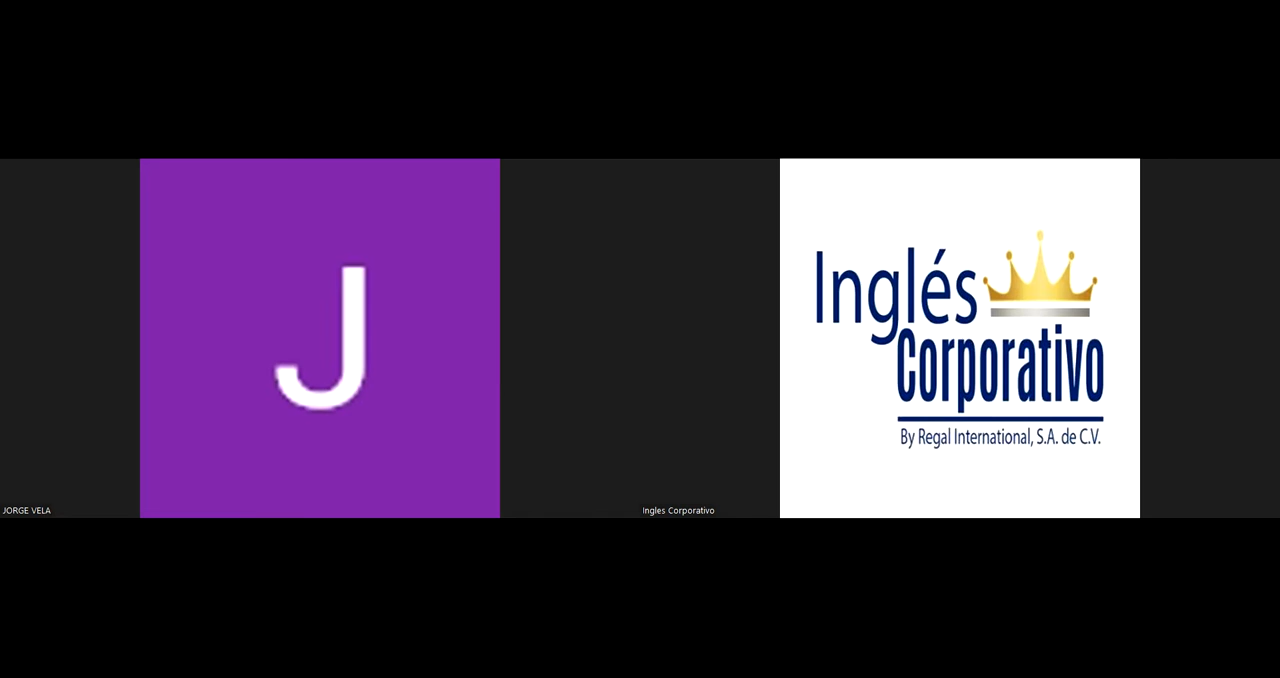 J
JORGE VELA
Inglés
Corporativo
By Regal International, S.A. de C.V.
Ingles Corporativo